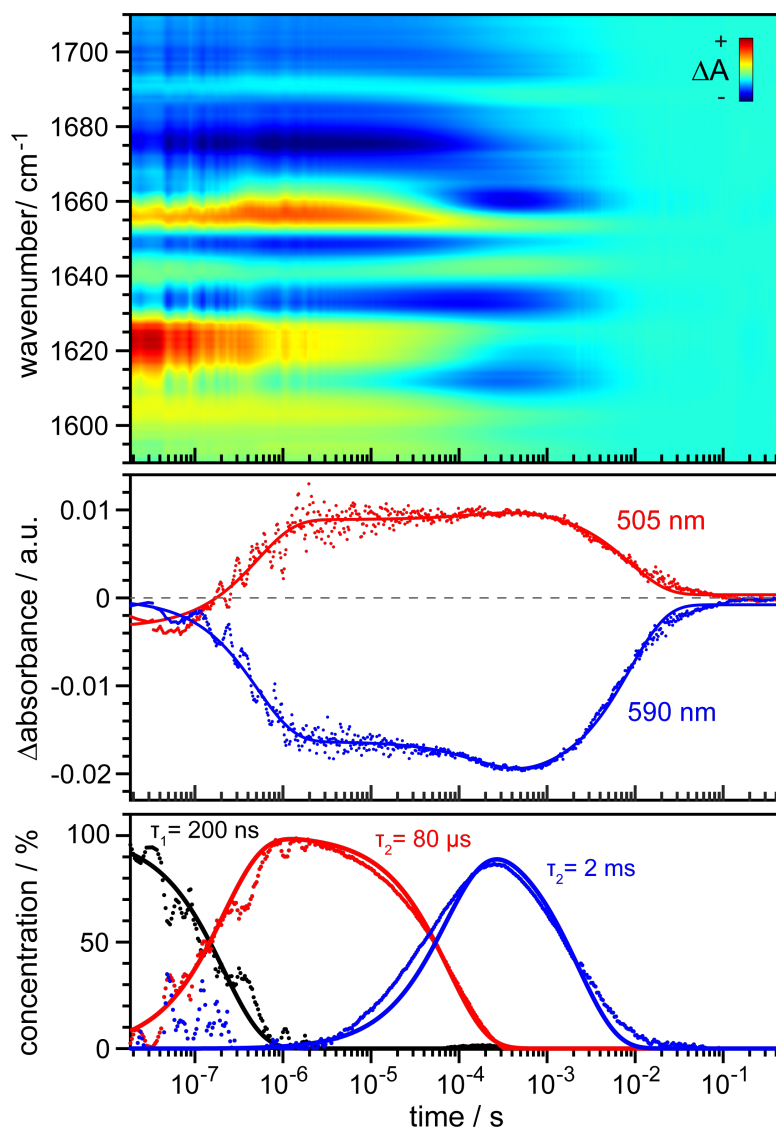 1700
1680
1660
1640
1620
1600
wavenumber/ cm⁻¹
+
ΔA
-
0.01
0
-0.01
-0.02
Δabsorbance / a.u.
505 nm
590 nm
100
50
0
concentration / %
τ₁= 200 ns
τ₂= 80 µs
τ₂= 2 ms
10⁻⁷
10⁻⁶
10⁻⁵
10⁻⁴
10⁻³
10⁻²
10⁻¹
time / s